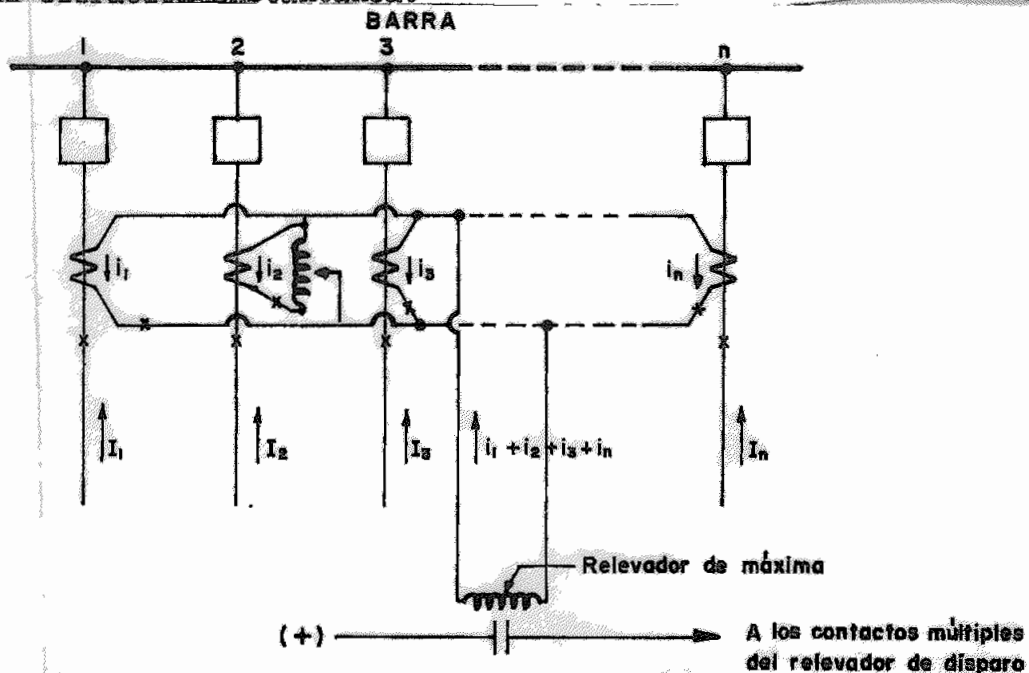 BARRA
1 2 3 n
i₁ i₂ i₃ iₙ
I₁ I₂ I₃ i₁ + i₂ + i₃ + iₙ Iₙ
Relevador de máxima
(+)
A los contactos múltiples
del relevador de disparo